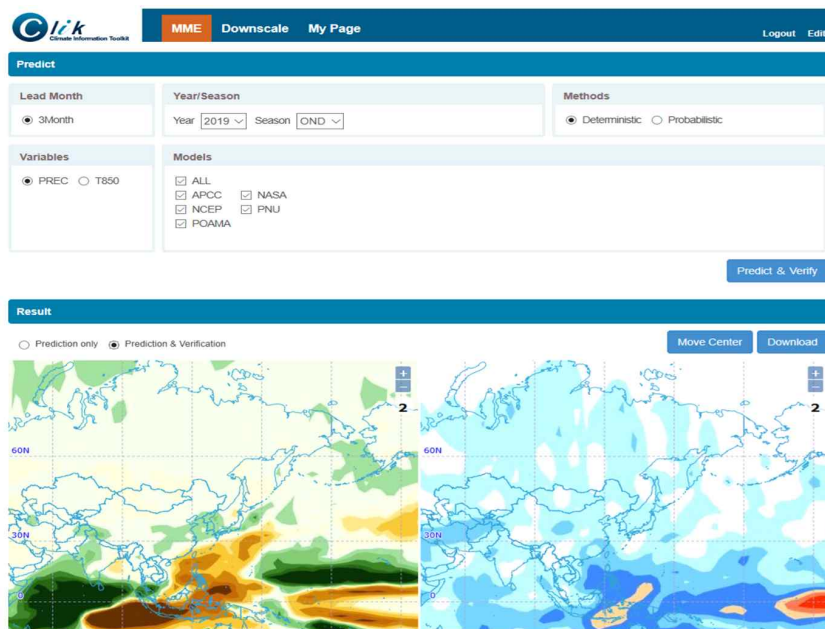 Clik
Climate Information Toolkit
MME Downscale My Page
Logout Edit
Predict
Lead Month
3Month
Year/Season
Year 2019 Season OND
Methods
Deterministic Probabilistic
Variables
PREC T850
Models
ALL
APCC NASA
NCEP PNU
POAMA
Predict & Verify
Result
Prediction only Prediction & Verification
Move Center Download
+ +
− −
2 2
60N 60N
30N 30N
0 0